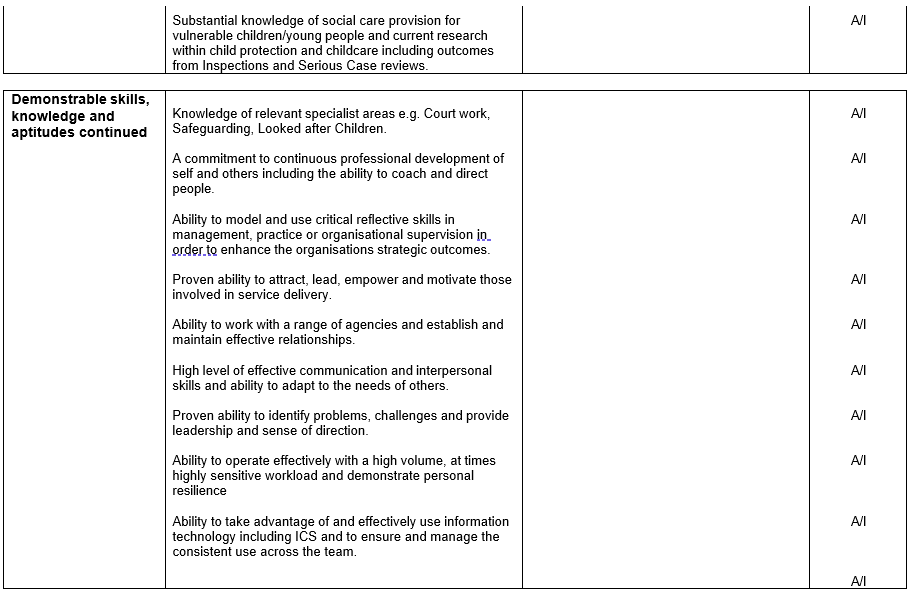 Substantial knowledge of social care provision for A/I
vulnerable children/young people and current research
within child protection and childcare including outcomes
from Inspections and Serious Case reviews.
Demonstrable skills,
knowledge and
aptitudes continued
Knowledge of relevant specialist areas e.g. Court work, A/I
Safeguarding, Looked after Children.
A commitment to continuous professional development of A/I
self and others including the ability to coach and direct
people.
Ability to model and use critical reflective skills in A/I
management, practice or organisational supervision in
order to enhance the organisations strategic outcomes.
Proven ability to attract, lead, empower and motivate those A/I
involved in service delivery.
Ability to work with a range of agencies and establish and A/I
maintain effective relationships.
High level of effective communication and interpersonal A/I
skills and ability to adapt to the needs of others.
Proven ability to identify problems, challenges and provide A/I
leadership and sense of direction.
Ability to operate effectively with a high volume, at times A/I
highly sensitive workload and demonstrate personal
resilience
Ability to take advantage of and effectively use information A/I
technology including ICS and to ensure and manage the
consistent use across the team.
A/I